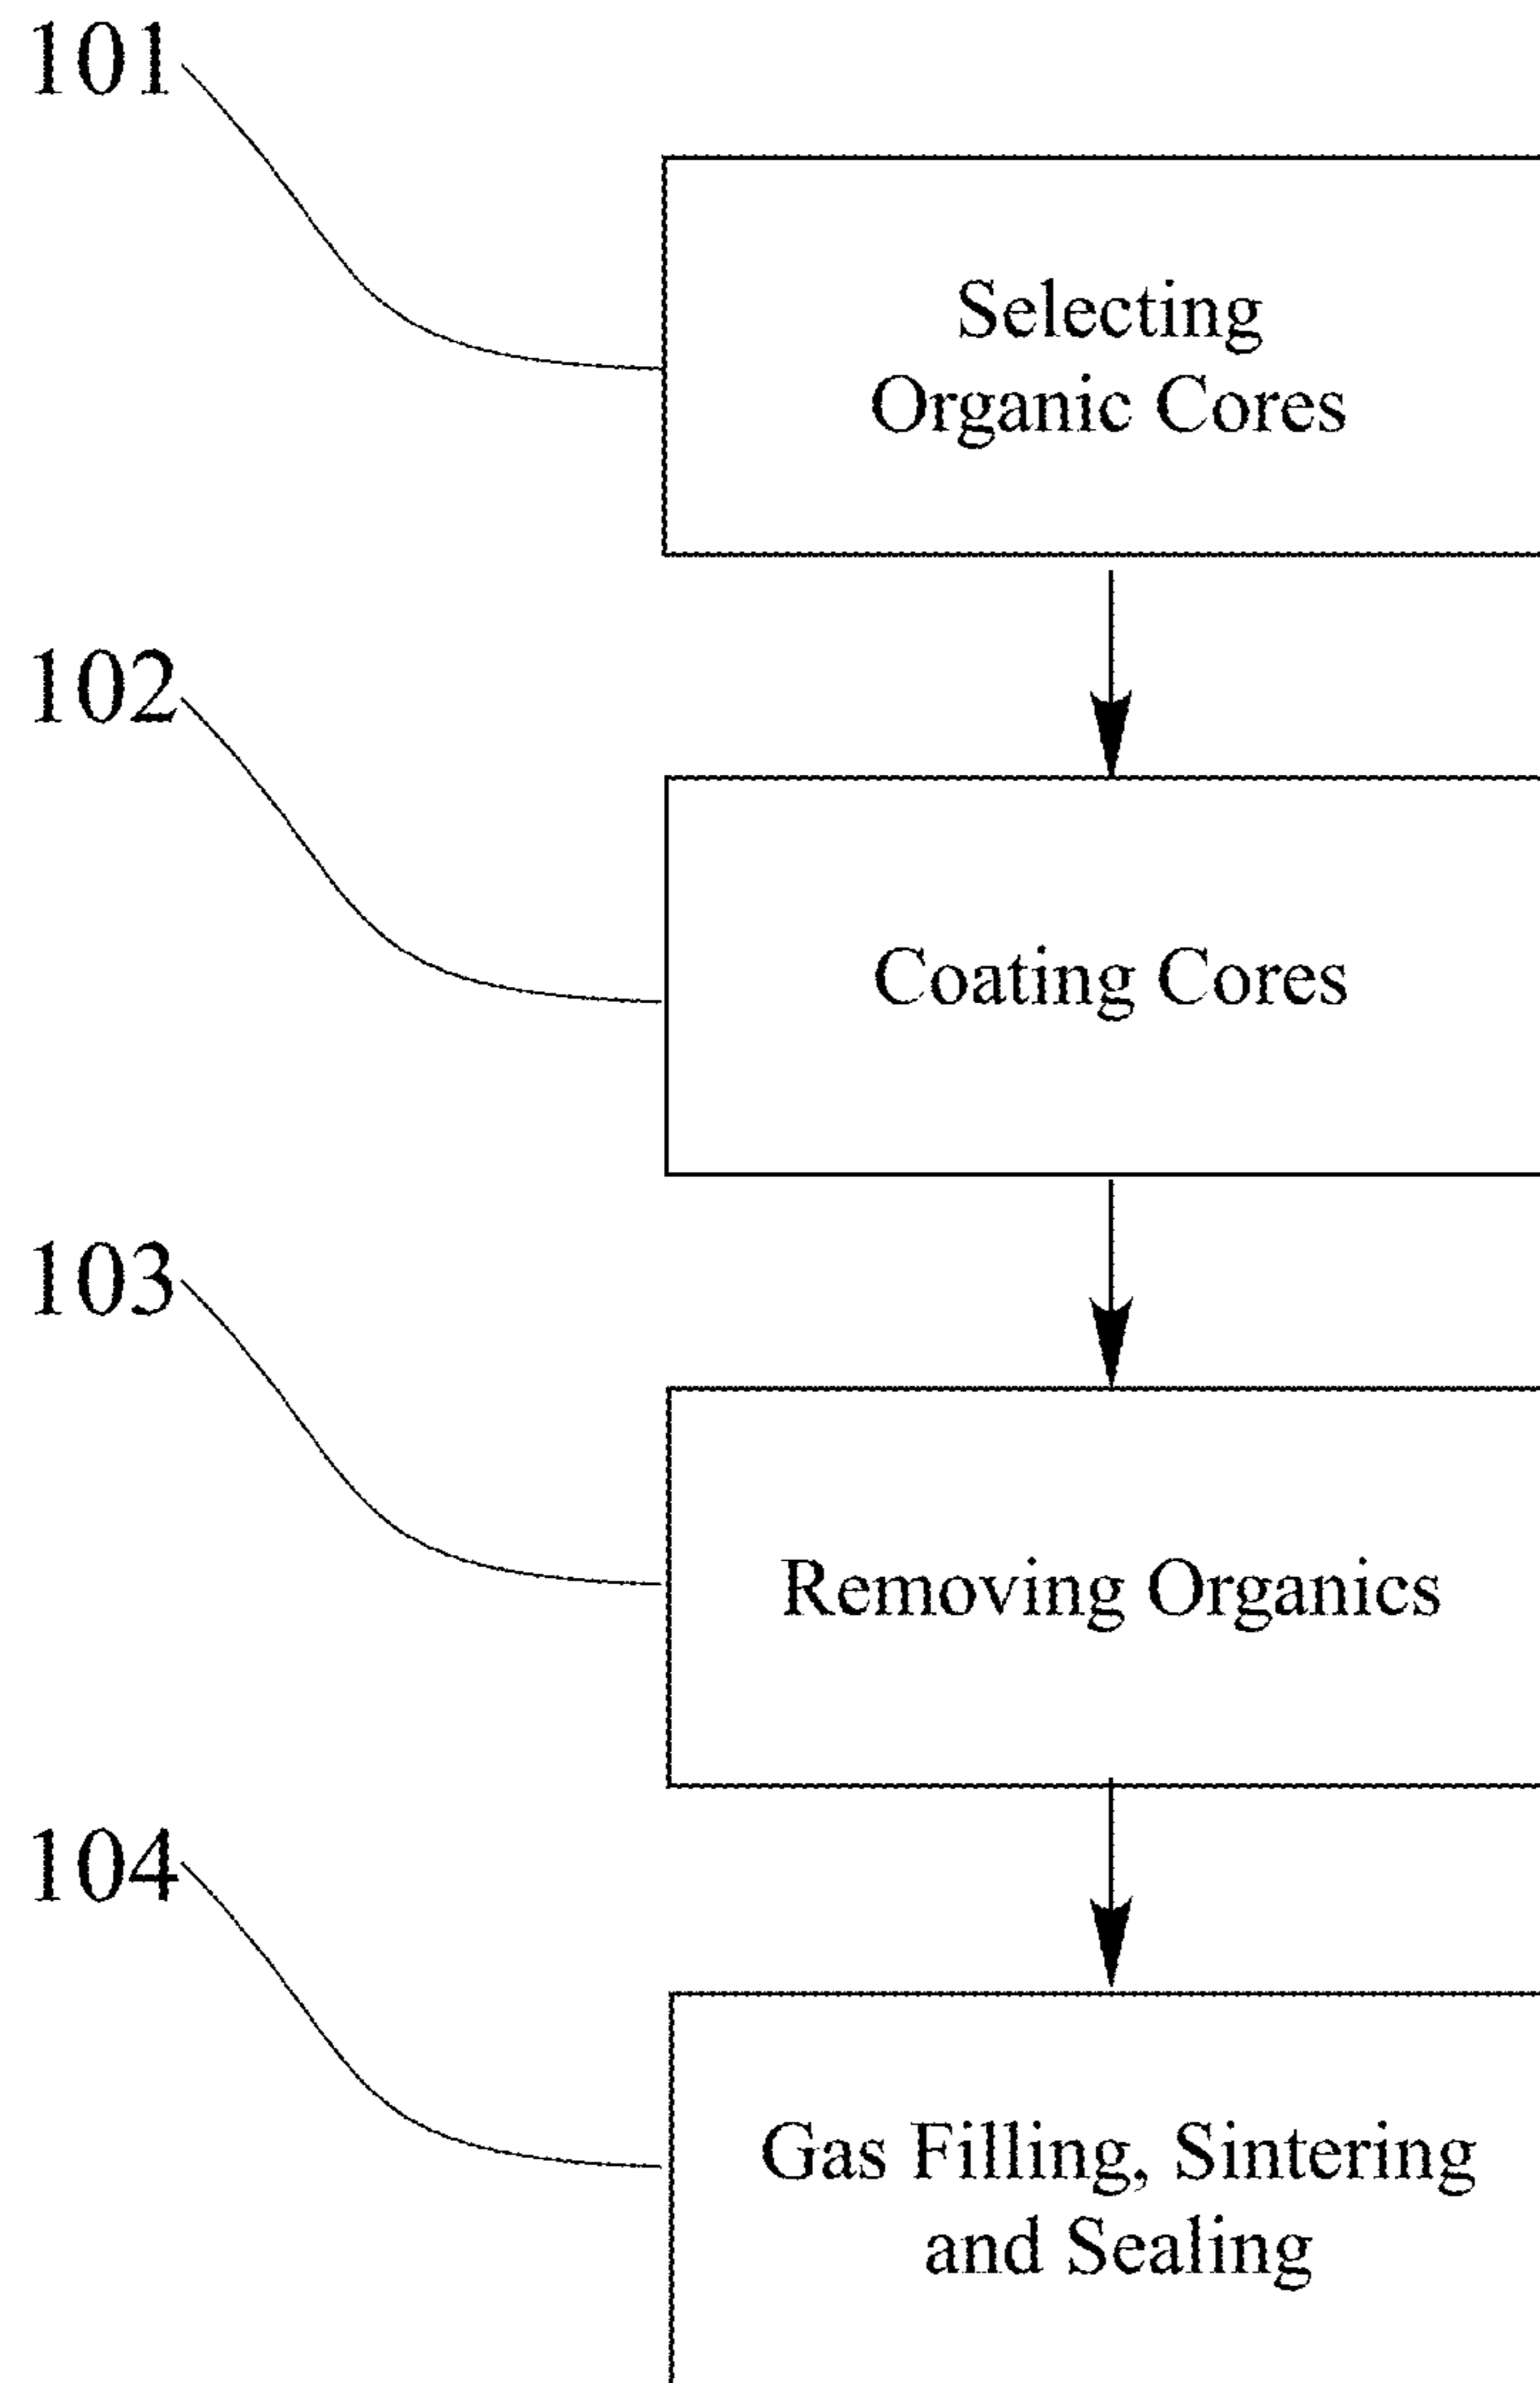 101
Selecting
Organic Cores
102
Coating Cores
103
Removing Organics
104
Gas Filling, Sintering
and Sealing